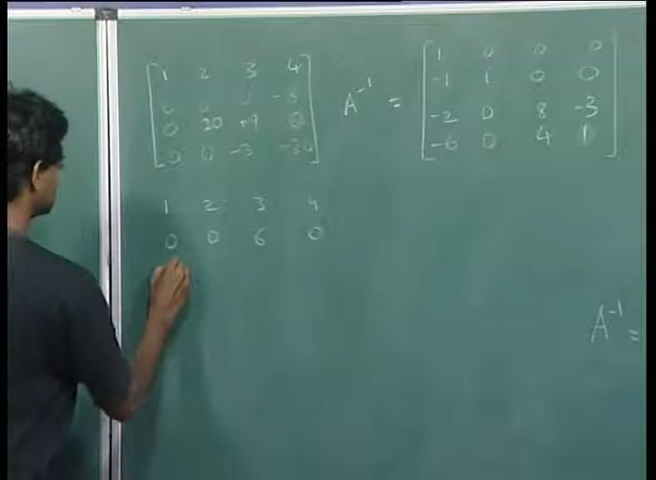 1 2 3 4
0 0 -8
0 20 +9 0
0 0 -3 -20
A⁻¹ =
1 0 0 0
-1 1 0 0
-2 0 8 -3
-6 0 4 1
1 2 3 4
0 0 6 0
A⁻¹ =